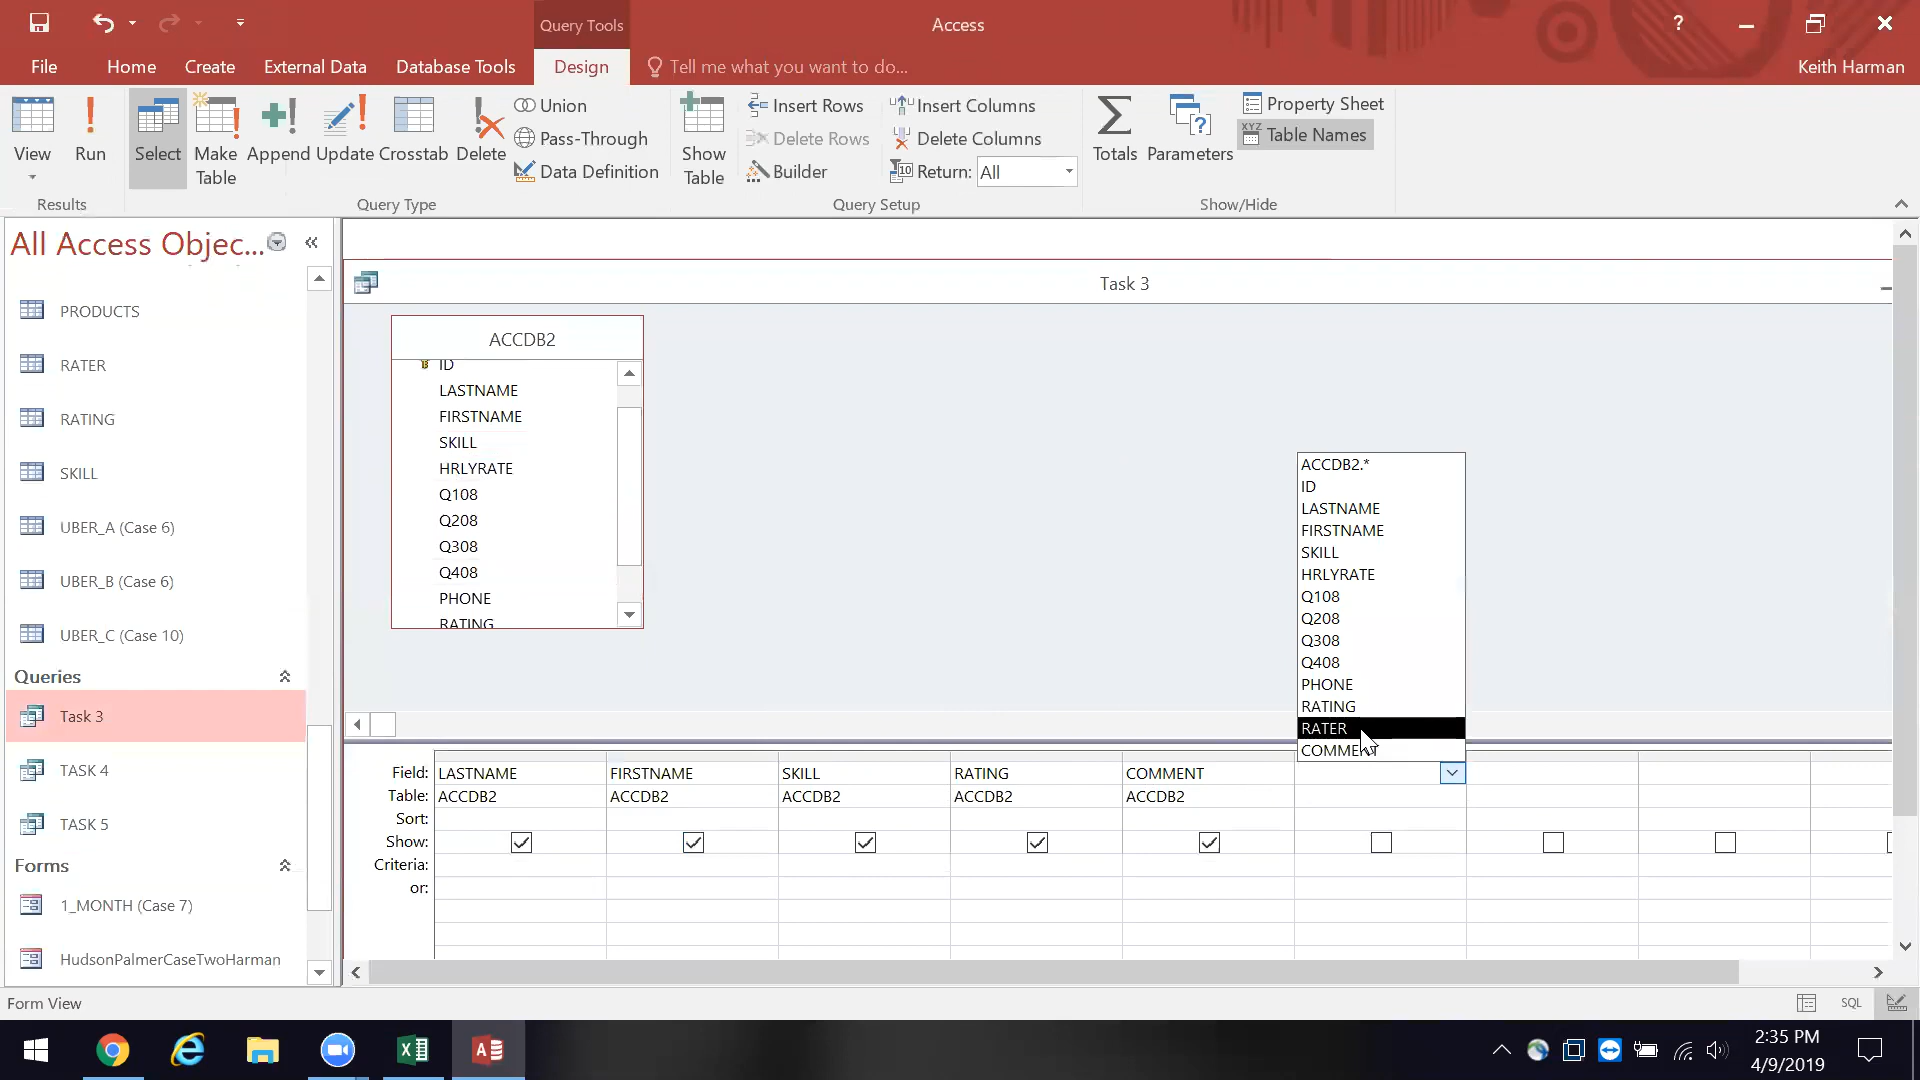 Query Tools
Access
?
File
Home
Create
External Data
Database Tools
Design
Tell me what you want to do...
Keith Harman
View
Run
Select
Make Table
Append
Update
Crosstab
Delete
Union
Pass-Through
Data Definition
Show Table
Insert Rows
Delete Rows
Builder
Insert Columns
Delete Columns
Return: All
Totals
Parameters
Property Sheet
Table Names
Results
Query Type
Query Setup
Show/Hide
All Access Objec...
PRODUCTS
RATER
RATING
SKILL
UBER_A (Case 6)
UBER_B (Case 6)
UBER_C (Case 10)
Queries
Task 3
TASK 4
TASK 5
Forms
1_MONTH (Case 7)
HudsonPalmerCaseTwoHarman
Task 3
ACCDB2
ID
LASTNAME
FIRSTNAME
SKILL
HRLYRATE
Q108
Q208
Q308
Q408
PHONE
RATING
ACCDB2.*
ID
LASTNAME
FIRSTNAME
SKILL
HRLYRATE
Q108
Q208
Q308
Q408
PHONE
RATING
RATER
COMMENT
Field: LASTNAME FIRSTNAME SKILL RATING COMMENT
Table: ACCDB2 ACCDB2 ACCDB2 ACCDB2 ACCDB2
Sort:
Show:
Criteria:
or:
Form View
SQL
2:35 PM
4/9/2019